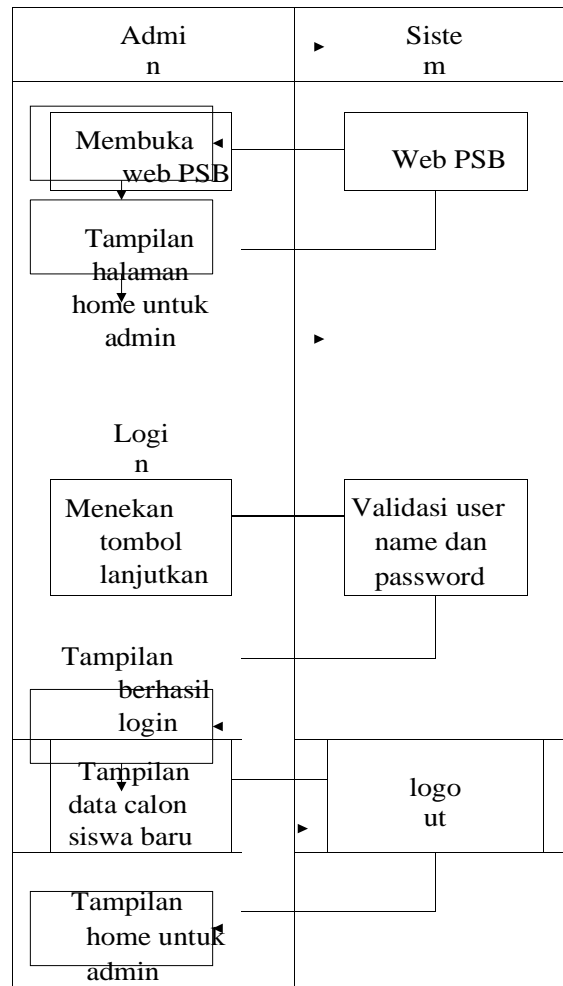 Admi
n
Siste
m
Membuka
web PSB
Web PSB
Tampilan
halaman
home untuk
admin
Logi
n
Menekan
tombol
lanjutkan
Validasi user
name dan
password
Tampilan
berhasil
login
Tampilan
data calon
siswa baru
logo
ut
Tampilan
home untuk
admin